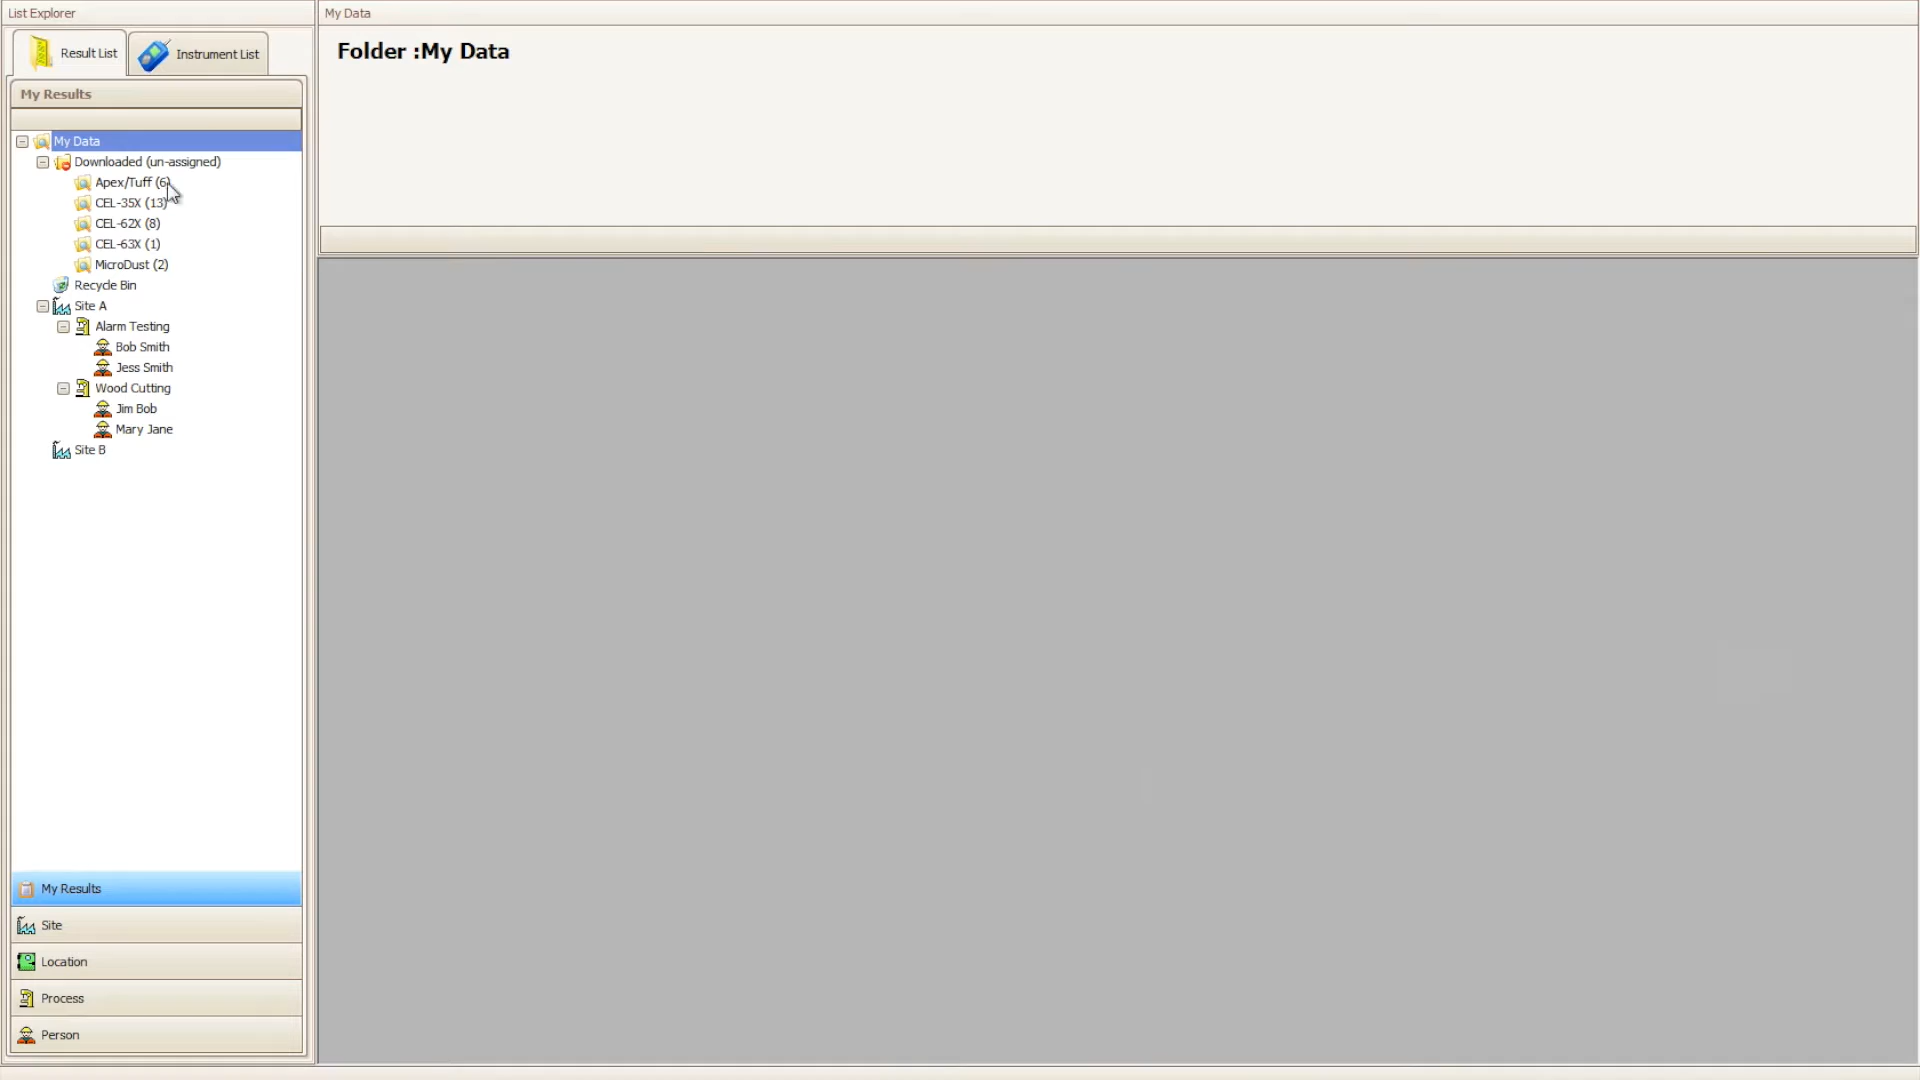 List Explorer
My Data
Result List
Instrument List
Folder :My Data
My Results
My Data
Downloaded (un-assigned)
Apex/Tuff (6)
CEL-35X (13)
CEL-62X (8)
CEL-63X (1)
MicroDust (2)
Recycle Bin
Site A
Alarm Testing
Bob Smith
Jess Smith
Wood Cutting
Jim Bob
Mary Jane
Site B
My Results
Site
Location
Process
Person